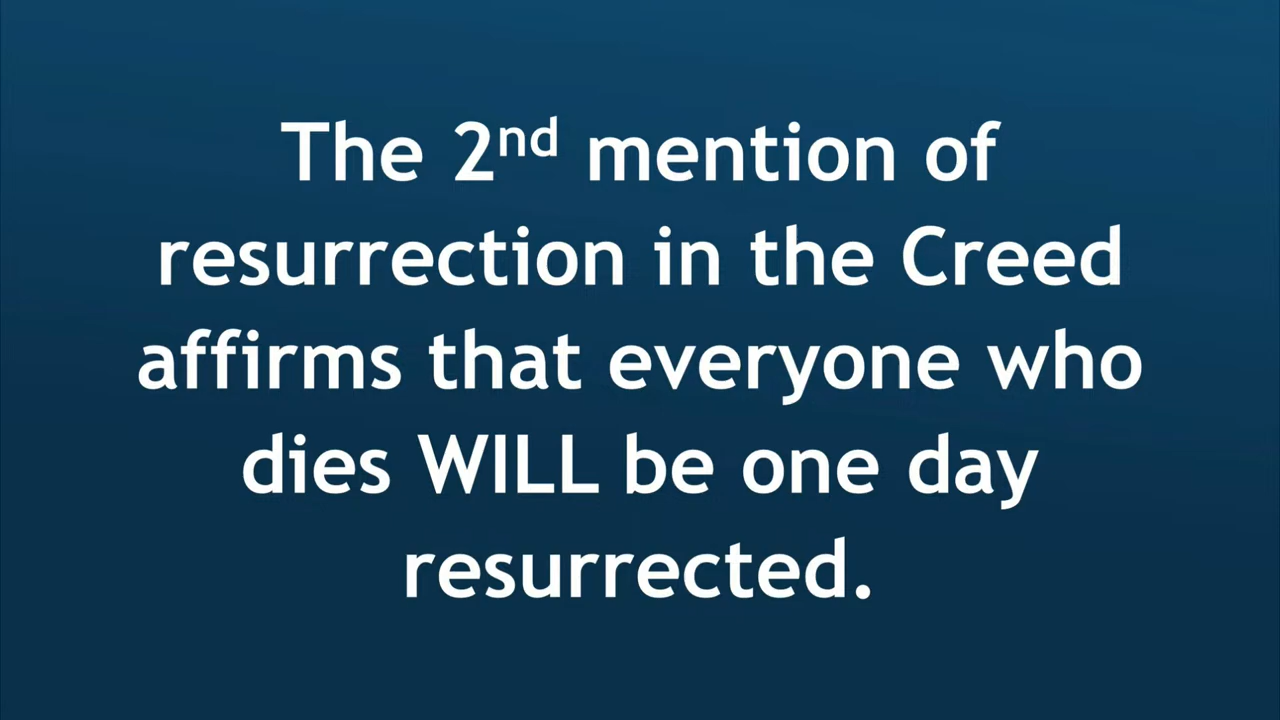 The 2nd mention of
resurrection in the Creed
affirms that everyone who
dies WILL be one day
resurrected.